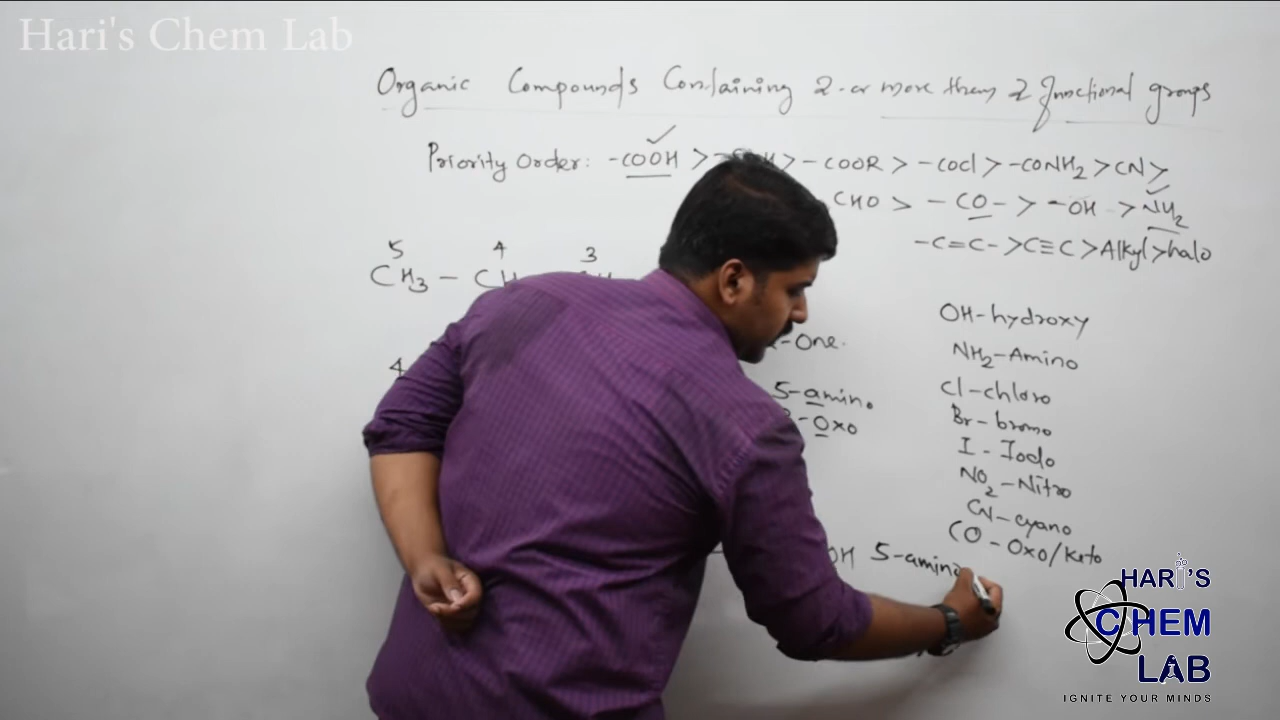 Hari's Chem Lab
Organic Compounds Containing 2 or more than 2 functional groups
Priority Order: -COOH > > -COOR > -COCl > -CONH2 > CN >
CHO > -CO- > -OH > NH2
-C=C- > C≡C > Alkyl > halo
5 4 3
CH3 - CH
OH-hydroxy
-One.
NH2-Amino
4
5-amino
Cl-chloro
-Oxo
Br-bromo
I-Iodo
NO2-Nitro
CN-cyano
CO-Oxo/Keto
OH 5-amino
HARI'S
CHEM
LAB
IGNITE YOUR MINDS